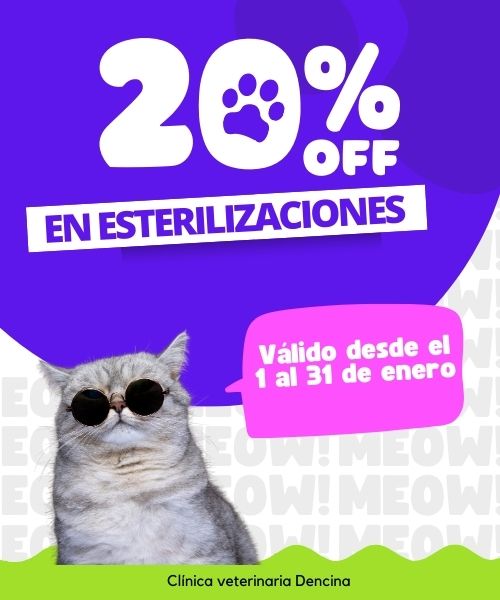 20%
OFF
EN ESTERILIZACIONES
Válido desde el
1 al 31 de enero
MEOW! MEOW!
MEOW! MEOW!
MEOW! MEOW!
Clínica veterinaria Dencina